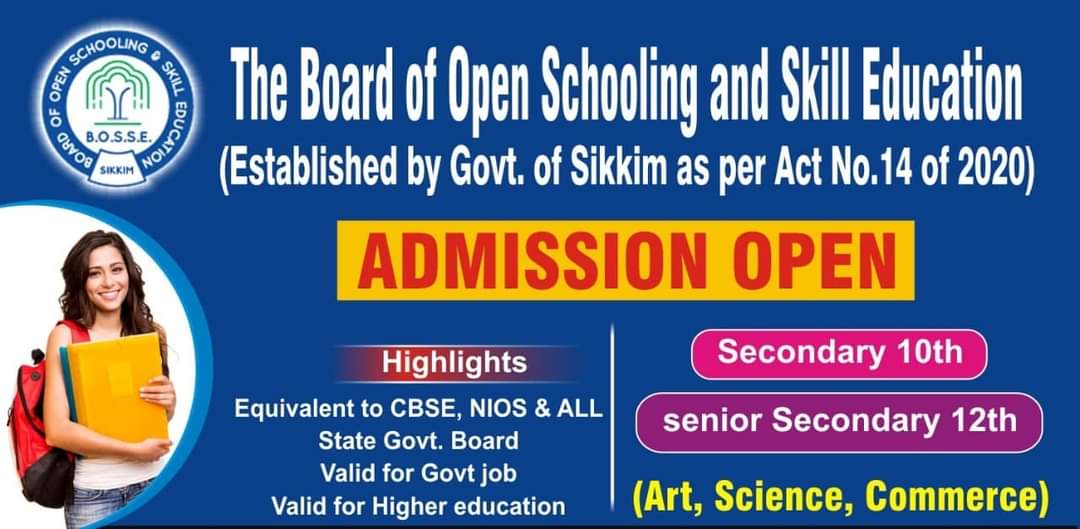 BOARD OF OPEN SCHOOLING & SKILL EDUCATION
B.O.S.S.E.
SIKKIM
The Board of Open Schooling and Skill Education
(Established by Govt. of Sikkim as per Act No.14 of 2020)
ADMISSION OPEN
Highlights
Equivalent to CBSE, NIOS & ALL
State Govt. Board
Valid for Govt job
Valid for Higher education
Secondary 10th
senior Secondary 12th
(Art, Science, Commerce)